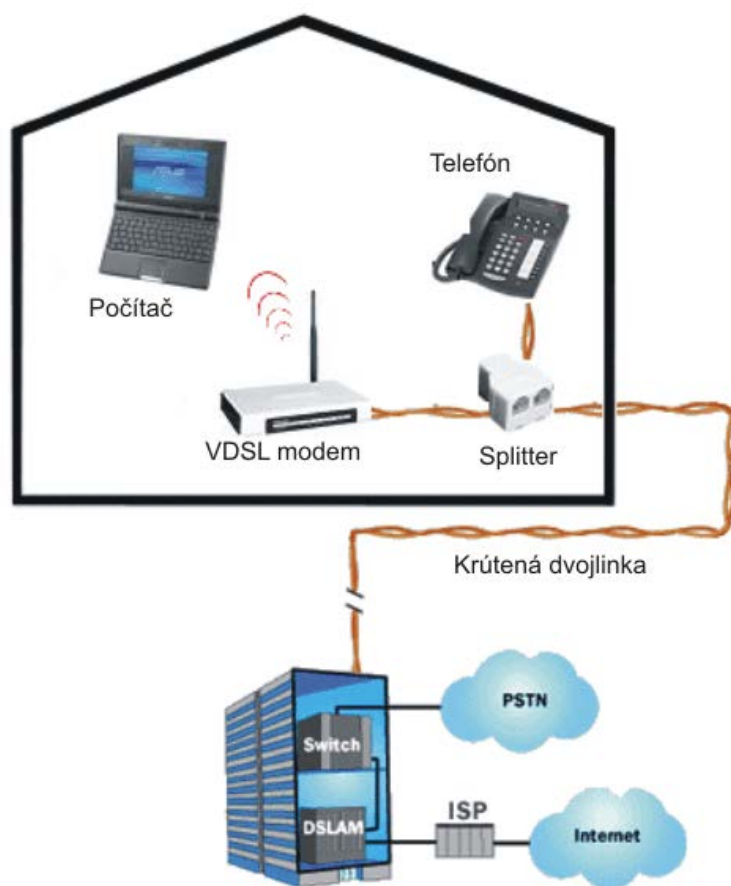 Telefón
Počítač
VDSL modem
Splitter
Krútená dvojlinka
PSTN
Switch
DSLAM
ISP
Internet